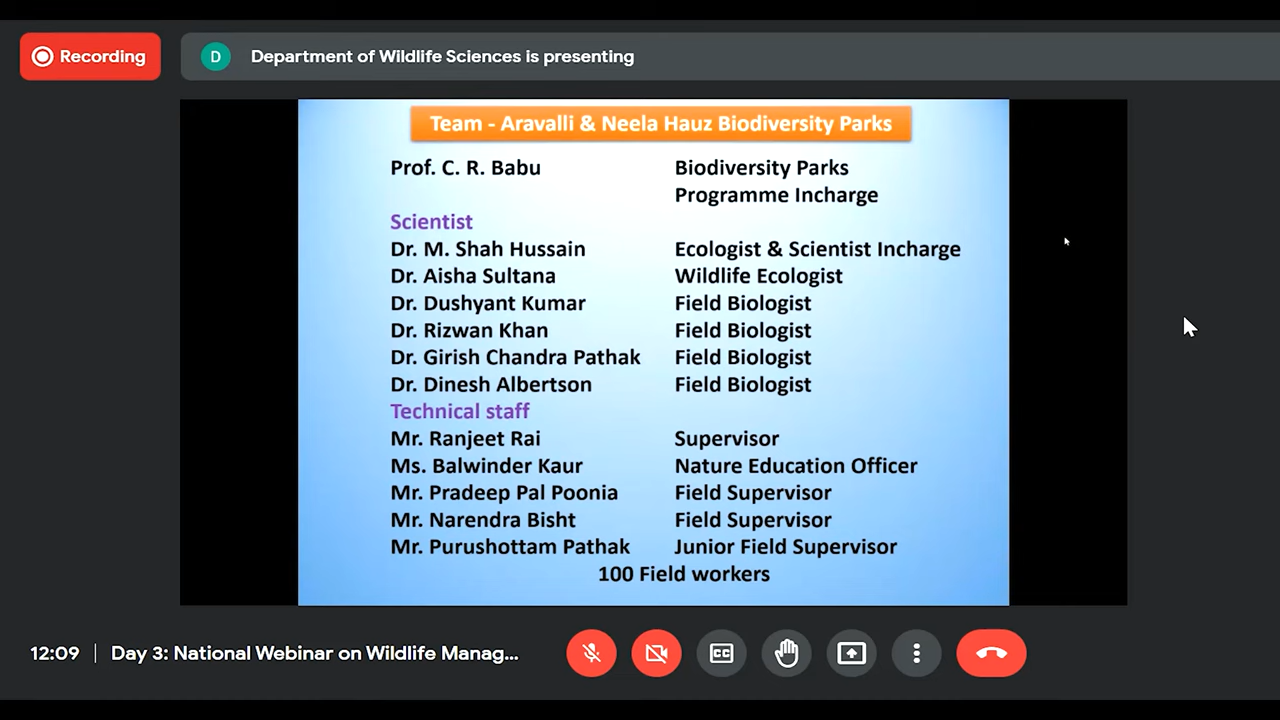 Recording
D Department of Wildlife Sciences is presenting
Team - Aravalli & Neela Hauz Biodiversity Parks
Prof. C. R. Babu Biodiversity Parks
Programme Incharge
Scientist
Dr. M. Shah Hussain Ecologist & Scientist Incharge
Dr. Aisha Sultana Wildlife Ecologist
Dr. Dushyant Kumar Field Biologist
Dr. Rizwan Khan Field Biologist
Dr. Girish Chandra Pathak Field Biologist
Dr. Dinesh Albertson Field Biologist
Technical staff
Mr. Ranjeet Rai Supervisor
Ms. Balwinder Kaur Nature Education Officer
Mr. Pradeep Pal Poonia Field Supervisor
Mr. Narendra Bisht Field Supervisor
Mr. Purushottam Pathak Junior Field Supervisor
100 Field workers
12:09 | Day 3: National Webinar on Wildlife Manag... CC